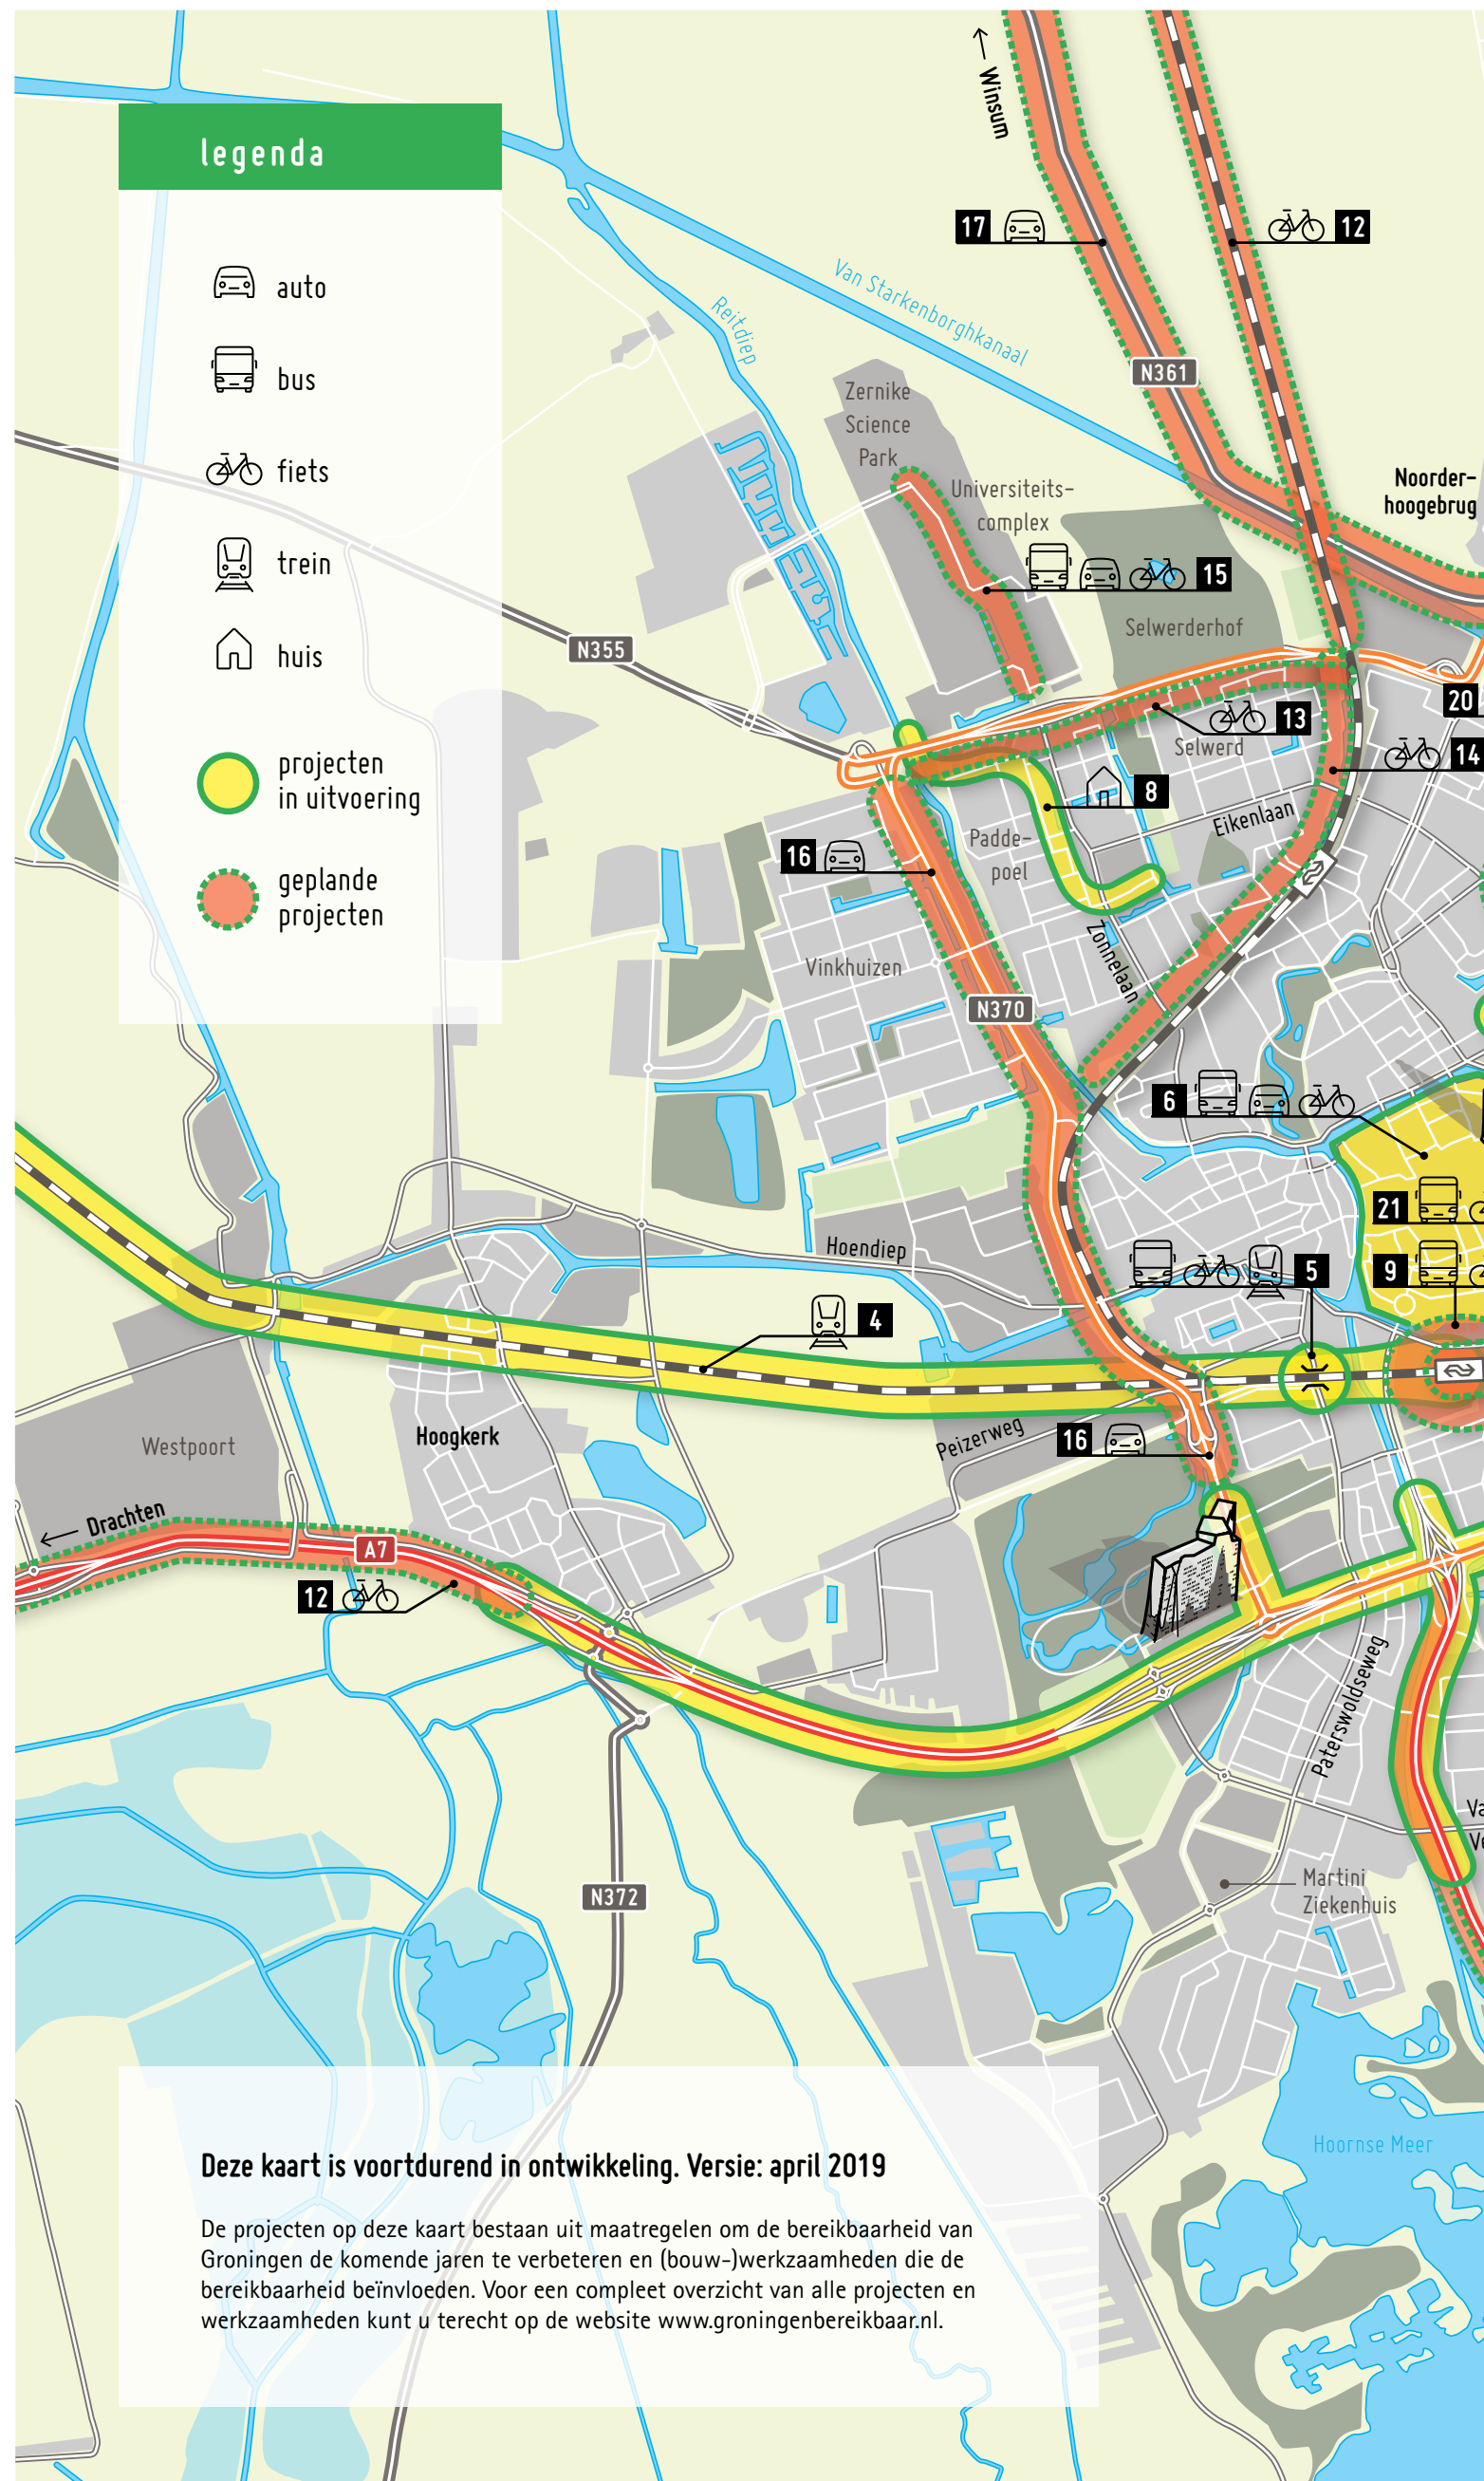 legenda
auto
bus
fiets
trein
huis
projecten
in uitvoering
geplande
projecten
← Winsum
17
12
Van Starkenborghkanaal
Reitdiep
N361
Zernike
Science
Park
Noorder-
hoogebrug
Universiteits-
complex
15
Selwerderhof
N355
20
13
Selwerd
14
8
Eikenlaan
Padde-
poel
16
Zonnelaan
Vinkhuizen
N370
6
21
Hoendiep
5
9
4
Peizerweg
16
Westpoort
Hoogkerk
← Drachten
A7
12
Paterswoldseweg
Martini
Ziekenhuis
N372
Hoornse Meer
Deze kaart is voortdurend in ontwikkeling. Versie: april 2019
De projecten op deze kaart bestaan uit maatregelen om de bereikbaarheid van
Groningen de komende jaren te verbeteren en (bouw-)werkzaamheden die de
bereikbaarheid beïnvloeden. Voor een compleet overzicht van alle projecten en
werkzaamheden kunt u terecht op de website www.groningenbereikbaar.nl.